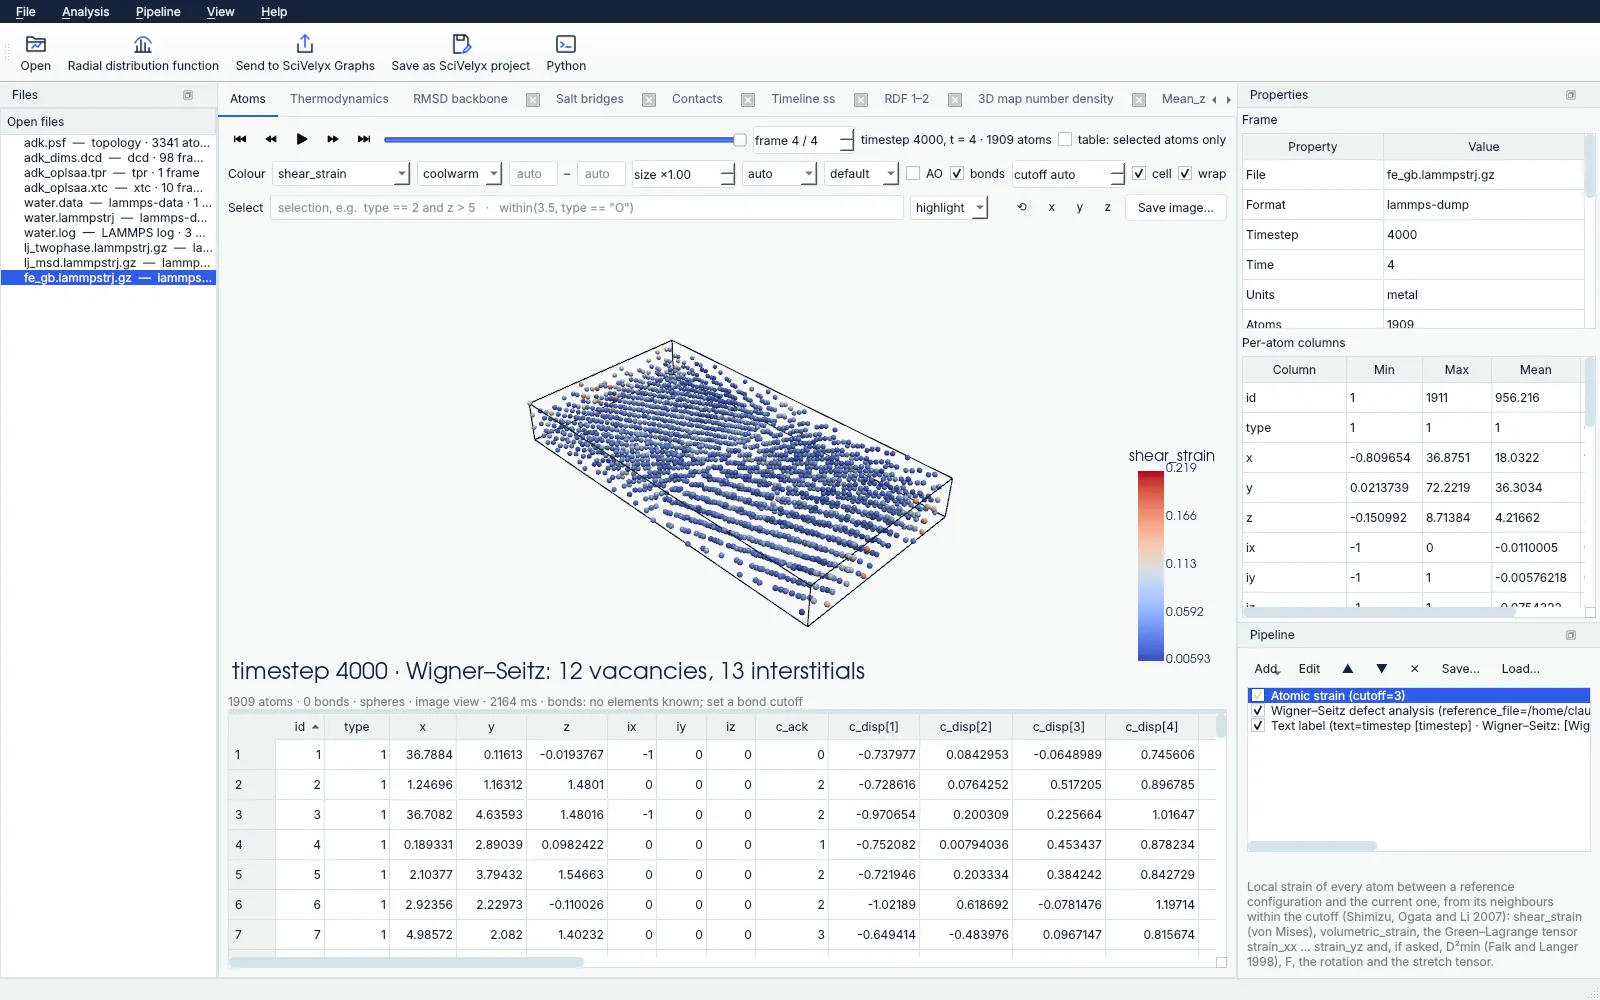 File Analysis Pipeline View Help
Open Radial distribution function Send to SciVelyx Graphs Save as SciVelyx project Python
Files
Open files
adk.psf — topology · 3341 ato...
adk_dims.dcd — dcd · 98 fra...
adk_oplsaa.tpr — tpr · 1 frame
adk_oplsaa.xtc — xtc · 10 fra...
water.data — lammps-data · 1 ...
water.lammpstrj — lammps-d...
water.log — LAMMPS log · 3 ...
lj_twophase.lammpstrj.gz — la...
lj_msd.lammpstrj.gz — lammp...
fe_gb.lammpstrj.gz — lammps...
Atoms Thermodynamics RMSD backbone Salt bridges Contacts Timeline ss RDF 1–2 3D map number density Mean_z
frame 4 / 4 timestep 4000, t = 4 · 1909 atoms table: selected atoms only
Colour shear_strain coolwarm auto – auto size ×1.00 auto default AO bonds cutoff auto cell wrap
Select selection, e.g. type == 2 and z > 5 · within(3.5, type == "O") highlight x y z Save image...
shear_strain
0.219
0.166
0.113
0.0592
0.00593
timestep 4000 · Wigner–Seitz: 12 vacancies, 13 interstitials
1909 atoms · 0 bonds · spheres · image view · 2164 ms · bonds: no elements known; set a bond cutoff
id type x y z ix iy iz c_ack c_disp[1] c_disp[2] c_disp[3] c_disp[4]
1 1 1 36.7884 0.11613 -0.0193767 -1 0 0 0 -0.737977 0.0842953 -0.0648989 0.745606
2 2 1 1.24696 1.16312 1.4801 0 0 0 2 -0.728616 0.0764252 0.517205 0.896785
3 3 1 36.7082 4.63593 1.48016 -1 0 0 2 -0.970654 0.200309 0.225664 1.01647
4 4 1 0.189331 2.89039 0.0982422 0 0 0 1 -0.752082 0.00794036 0.453437 0.878234
5 5 1 2.10377 3.79432 1.54663 0 0 0 2 -0.721946 0.203334 0.384242 0.842729
6 6 1 2.92356 2.22973 -0.110026 0 0 0 2 -1.02189 0.618692 -0.0781476 1.19714
7 7 1 4.98572 2.082 1.40232 0 0 0 3 -0.649414 -0.483976 0.0967147 0.815674
Properties
Frame
Property Value
File fe_gb.lammpstrj.gz
Format lammps-dump
Timestep 4000
Time 4
Units metal
Atoms 1909
Per-atom columns
Column Min Max Mean
id 1 1911 956.216
type 1 1 1
x -0.809654 36.8751 18.0322
y 0.0213739 72.2219 36.3034
z -0.150992 8.71384 4.21662
ix -1 0 -0.0110005
iy -1 1 -0.00576218
iz -1 1
Pipeline
Add Edit ▲ ▼ × Save... Load...
Atomic strain (cutoff=3)
Wigner–Seitz defect analysis (reference_file=/home/clau
Text label (text=timestep [timestep] · Wigner–Seitz: [Wig
Local strain of every atom between a reference
configuration and the current one, from its neighbours
within the cutoff (Shimizu, Ogata and Li 2007): shear_strain
(von Mises), volumetric_strain, the Green–Lagrange tensor
strain_xx ... strain_yz and, if asked, D²min (Falk and Langer
1998), F, the rotation and the stretch tensor.